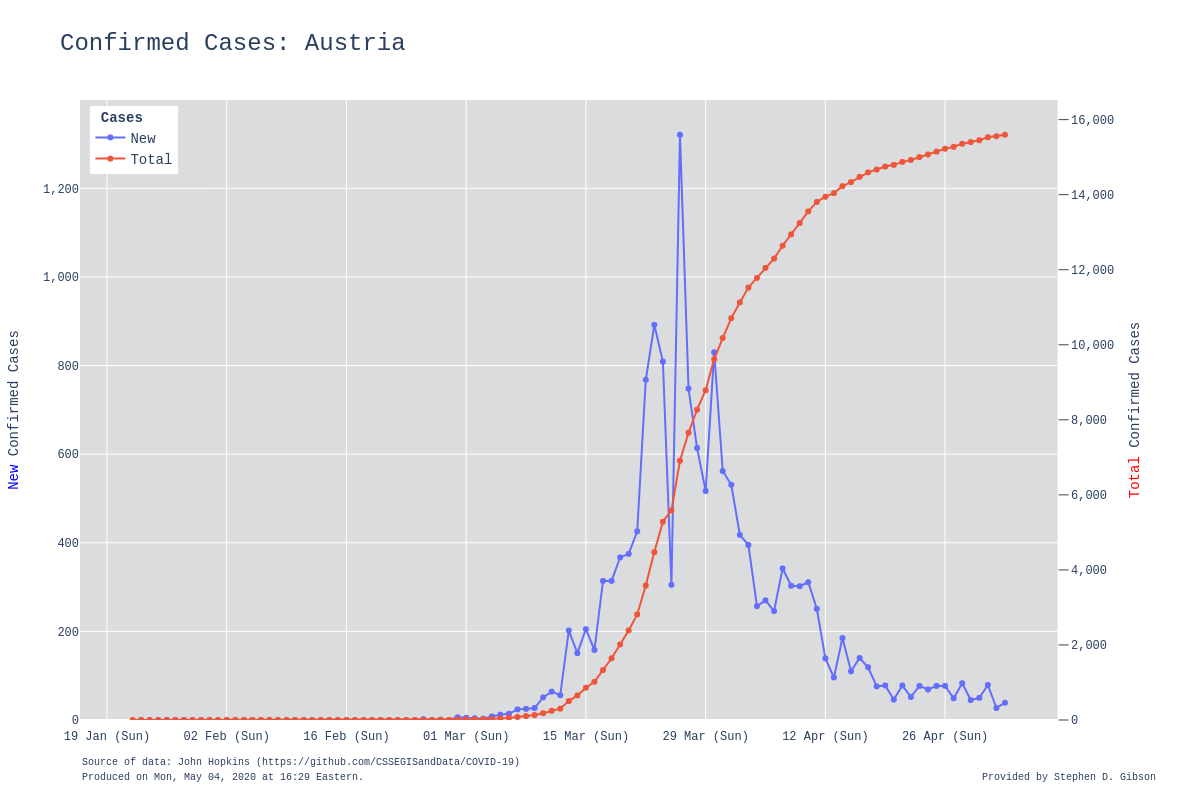 Confirmed Cases: Austria
Cases
New
Total
1,200
1,000
800
600
400
200
0
New Confirmed Cases
16,000
14,000
12,000
10,000
8,000
6,000
4,000
2,000
0
Total Confirmed Cases
19 Jan (Sun) 02 Feb (Sun) 16 Feb (Sun) 01 Mar (Sun) 15 Mar (Sun) 29 Mar (Sun) 12 Apr (Sun) 26 Apr (Sun)
Source of data: John Hopkins (https://github.com/CSSEGISandData/COVID-19)
Produced on Mon, May 04, 2020 at 16:29 Eastern.
Provided by Stephen D. Gibson